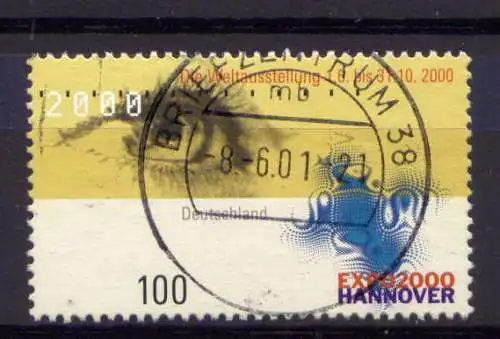 Die Weltausstellung 1.6. bis 31.10. 2000
2000
BRIEFZENTRUM 38
mb
-8.-6.01-21
Deutschland
100
EXPO2000
HANNOVER